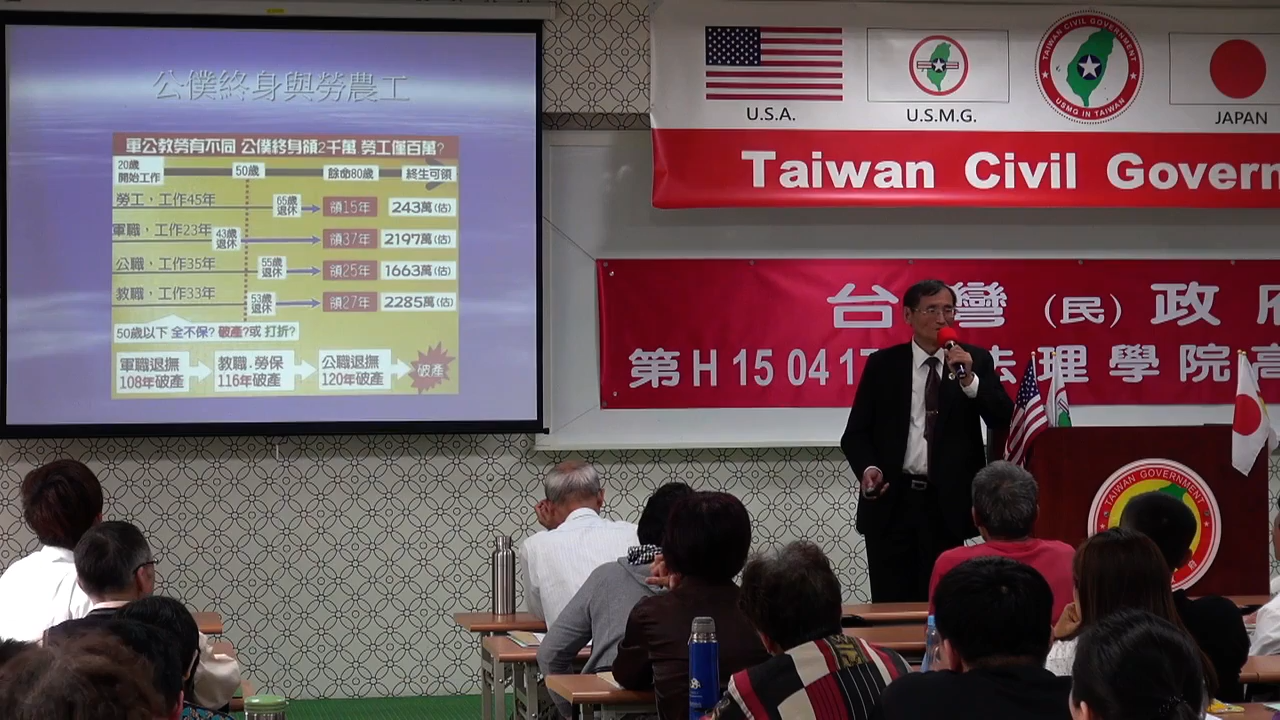 公僕終身與勞農工
軍公教勞有不同 公僕終身領2千萬 勞工僅百萬?
20歲
開始工作
50歲
餘命80歲
終生可領
勞工,工作45年
65歲
退休
領15年
243萬(估)
軍職,工作23年
43歲
退休
領37年
2197萬(估)
公職,工作35年
55歲
退休
領25年
1663萬(估)
教職,工作33年
53歲
退休
領27年
2285萬(估)
50歲以下 全不保? 破產?或 打折?
軍職退撫
108年破產
教職.勞保
116年破產
公職退撫
120年破產
破產
U.S.A.
U.S.M.G.
TAIWAN CIVIL GOVERNMENT
USMG IN TAIWAN
JAPAN
Taiwan Civil Govern
台灣(民)政府
第H 15 04 17
法理學院高
TAIWAN GOVERNMENT